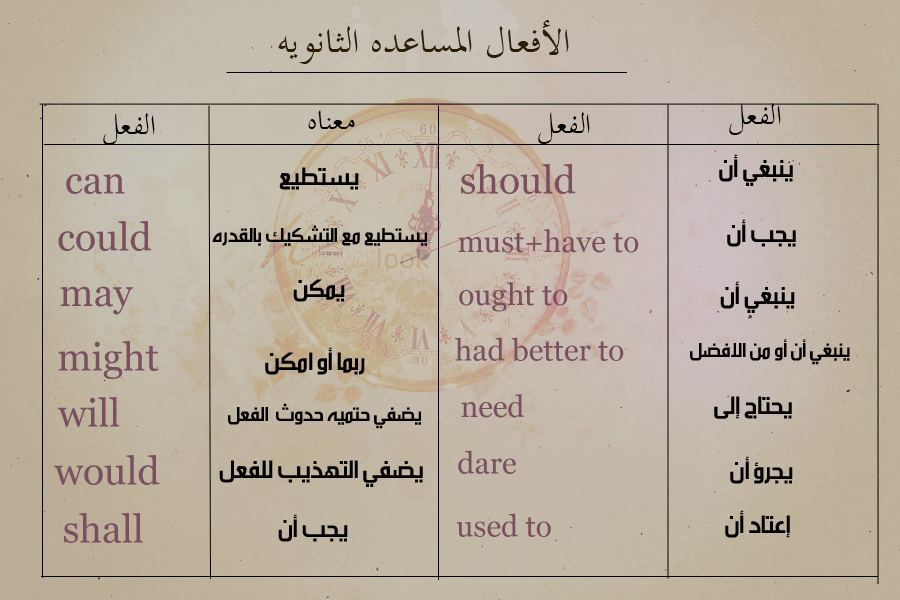 الأفعال المساعده الثانويه
الفعل معناه الفعل الفعل
can يستطيع should ينبغي أن
could يستطيع مع التشكيك بالقدره must+have to يجب أن
may يمكن ought to ينبغي أن
might ربما أو امكن had better to ينبغي أن أو من الافضل
will يضفي حتميه حدوث الفعل need يحتاج إلى
would يضفي التهذيب للفعل dare يجرؤ أن
shall يجب أن used to إعتاد أن
look
60
30